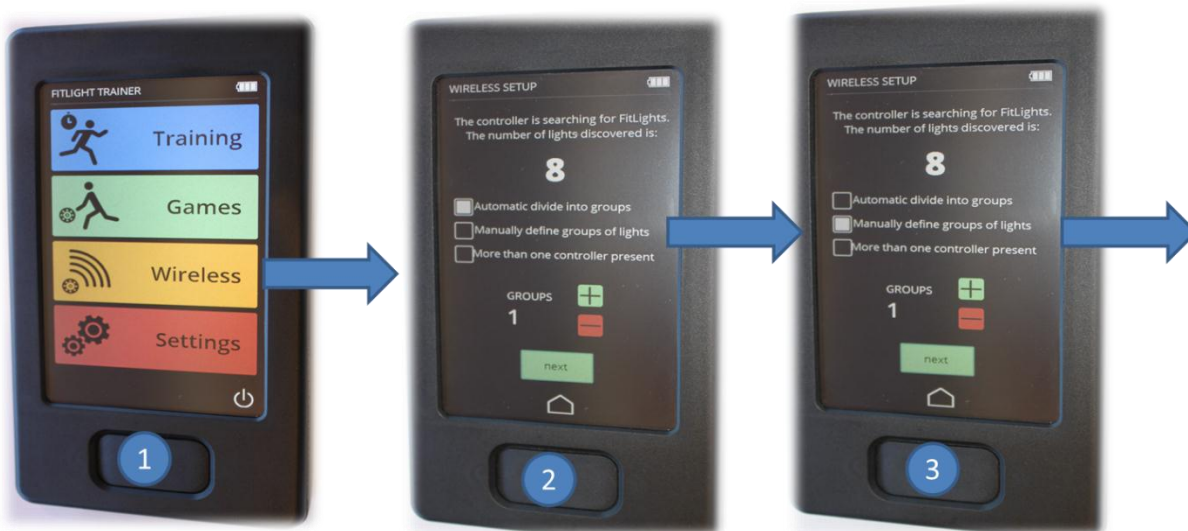 FITLIGHT TRAINER
Training
Games
Wireless
Settings
1
WIRELESS SETUP
The controller is searching for FitLights.
The number of lights discovered is:
8
Automatic divide into groups
Manually define groups of lights
More than one controller present
GROUPS
1
next
2
WIRELESS SETUP
The controller is searching for FitLights.
The number of lights discovered is:
8
Automatic divide into groups
Manually define groups of lights
More than one controller present
GROUPS
1
next
3